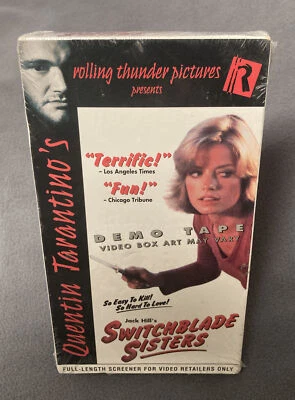 rolling thunder pictures
presents
R
Quentin Tarantino's
"Terrific!"
– Los Angeles Times
"Fun!"
– Chicago Tribune
DEMO TAPE
VIDEO BOX ART MAY VARY
So Easy To Kill!
So Hard To Love!
Jack Hill's
SWITCHBLADE
SISTERS
FULL-LENGTH SCREENER FOR VIDEO RETAILERS ONLY